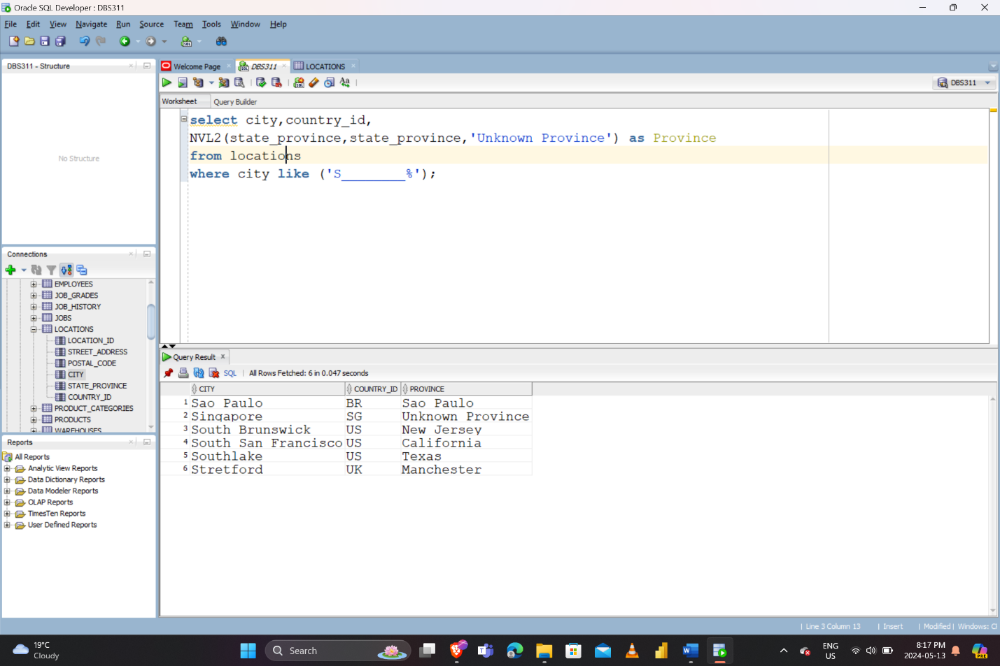 Oracle SQL Developer : DBS311
File Edit View Navigate Run Source Team Tools Window Help
DBS311 - Structure
No Structure
Connections
EMPLOYEES
JOB_GRADES
JOB_HISTORY
JOBS
LOCATIONS
LOCATION_ID
STREET_ADDRESS
POSTAL_CODE
CITY
STATE_PROVINCE
COUNTRY_ID
PRODUCT_CATEGORIES
PRODUCTS
WAREHOUSES
Reports
All Reports
Analytic View Reports
Data Dictionary Reports
Data Modeler Reports
OLAP Reports
TimesTen Reports
User Defined Reports
Welcome Page DBS311 LOCATIONS
DBS311
Worksheet Query Builder
select city,country_id,
NVL2(state_province,state_province,'Unknown Province') as Province
from locations
where city like ('S________%');
Query Result
SQL | All Rows Fetched: 6 in 0.047 seconds
CITY COUNTRY_ID PROVINCE
1 Sao Paulo BR Sao Paulo
2 Singapore SG Unknown Province
3 South Brunswick US New Jersey
4 South San Francisco US California
5 Southlake US Texas
6 Stretford UK Manchester
| Line 3 Column 13 | Insert | Modified | Windows: C
19°C
Cloudy
Search
ENG
US
8:17 PM
2024-05-13
PRE